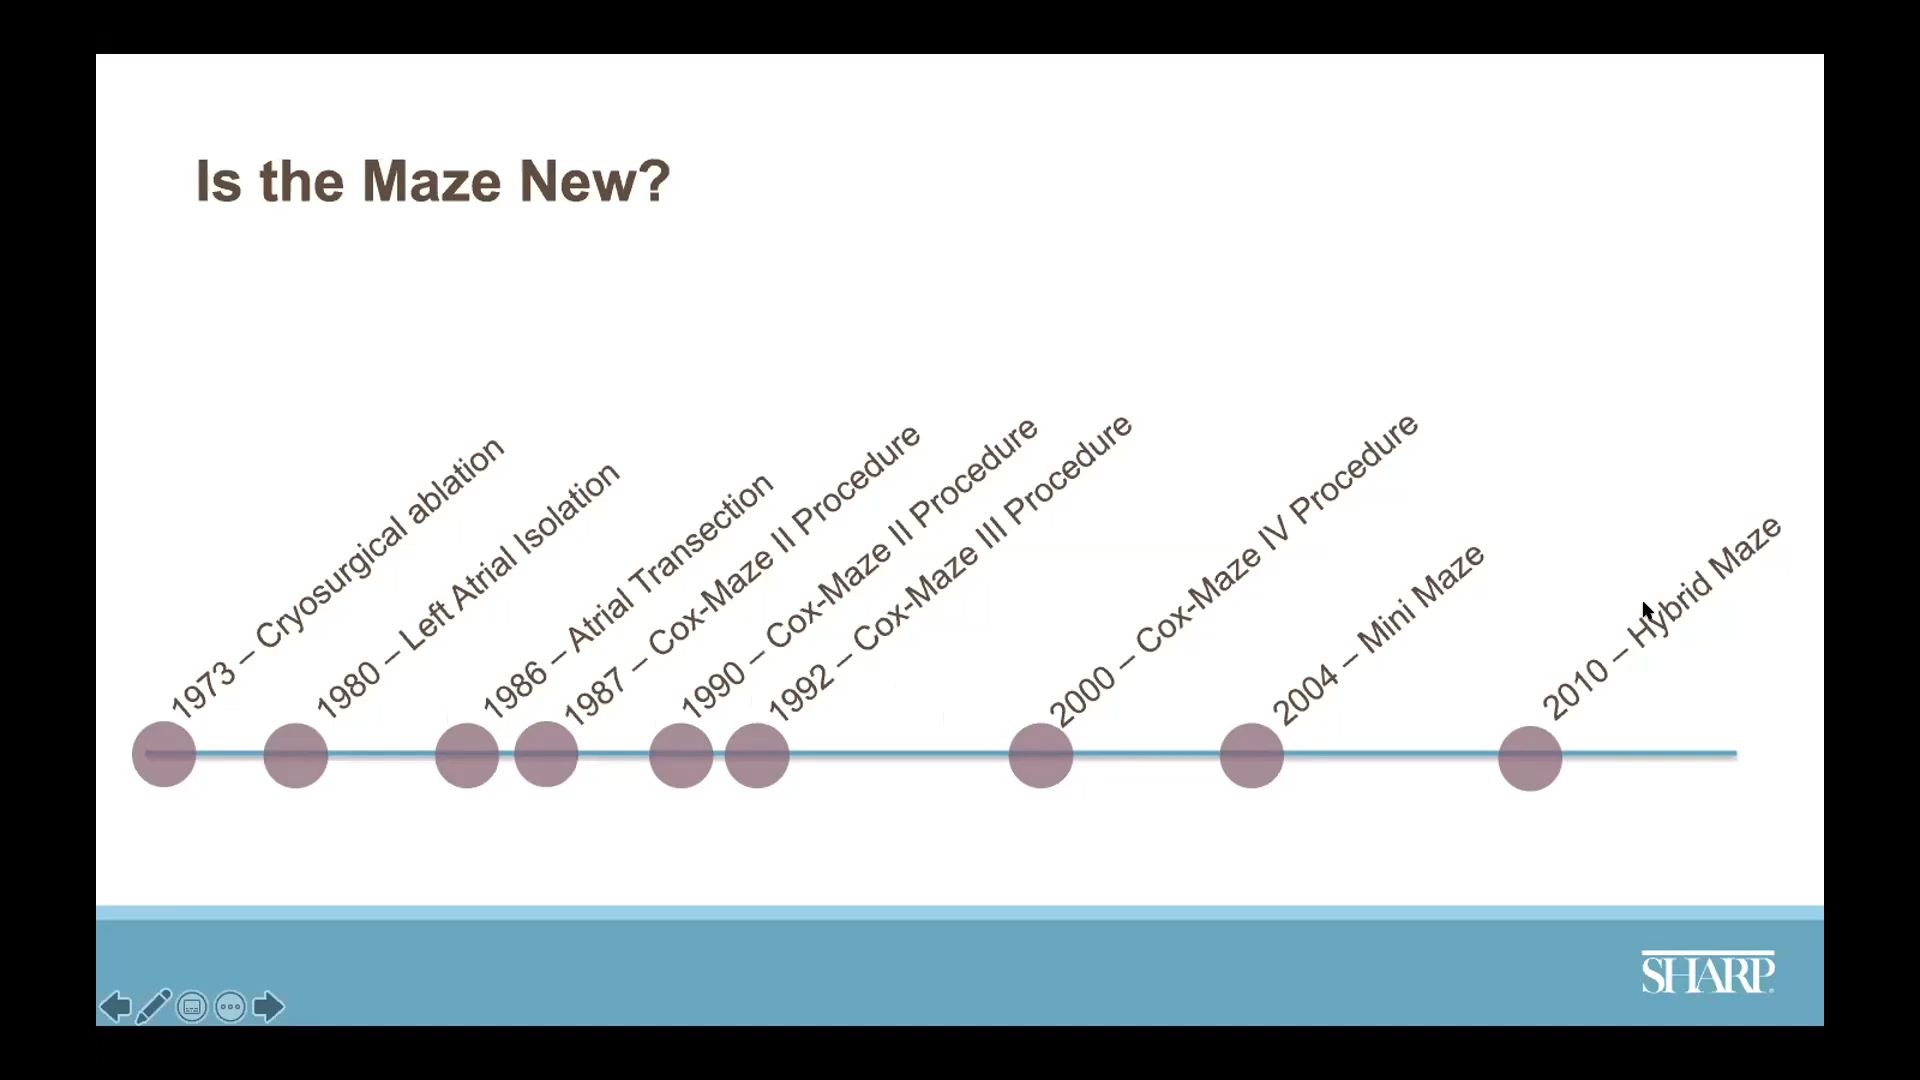 Is the Maze New?
1973 – Cryosurgical ablation
1980 – Left Atrial Isolation
1986 – Atrial Transection
1987 – Cox-Maze II Procedure
1990 – Cox-Maze II Procedure
1992 – Cox-Maze III Procedure
2000 – Cox-Maze IV Procedure
2004 – Mini Maze
2010 – Hybrid Maze
SHARP®